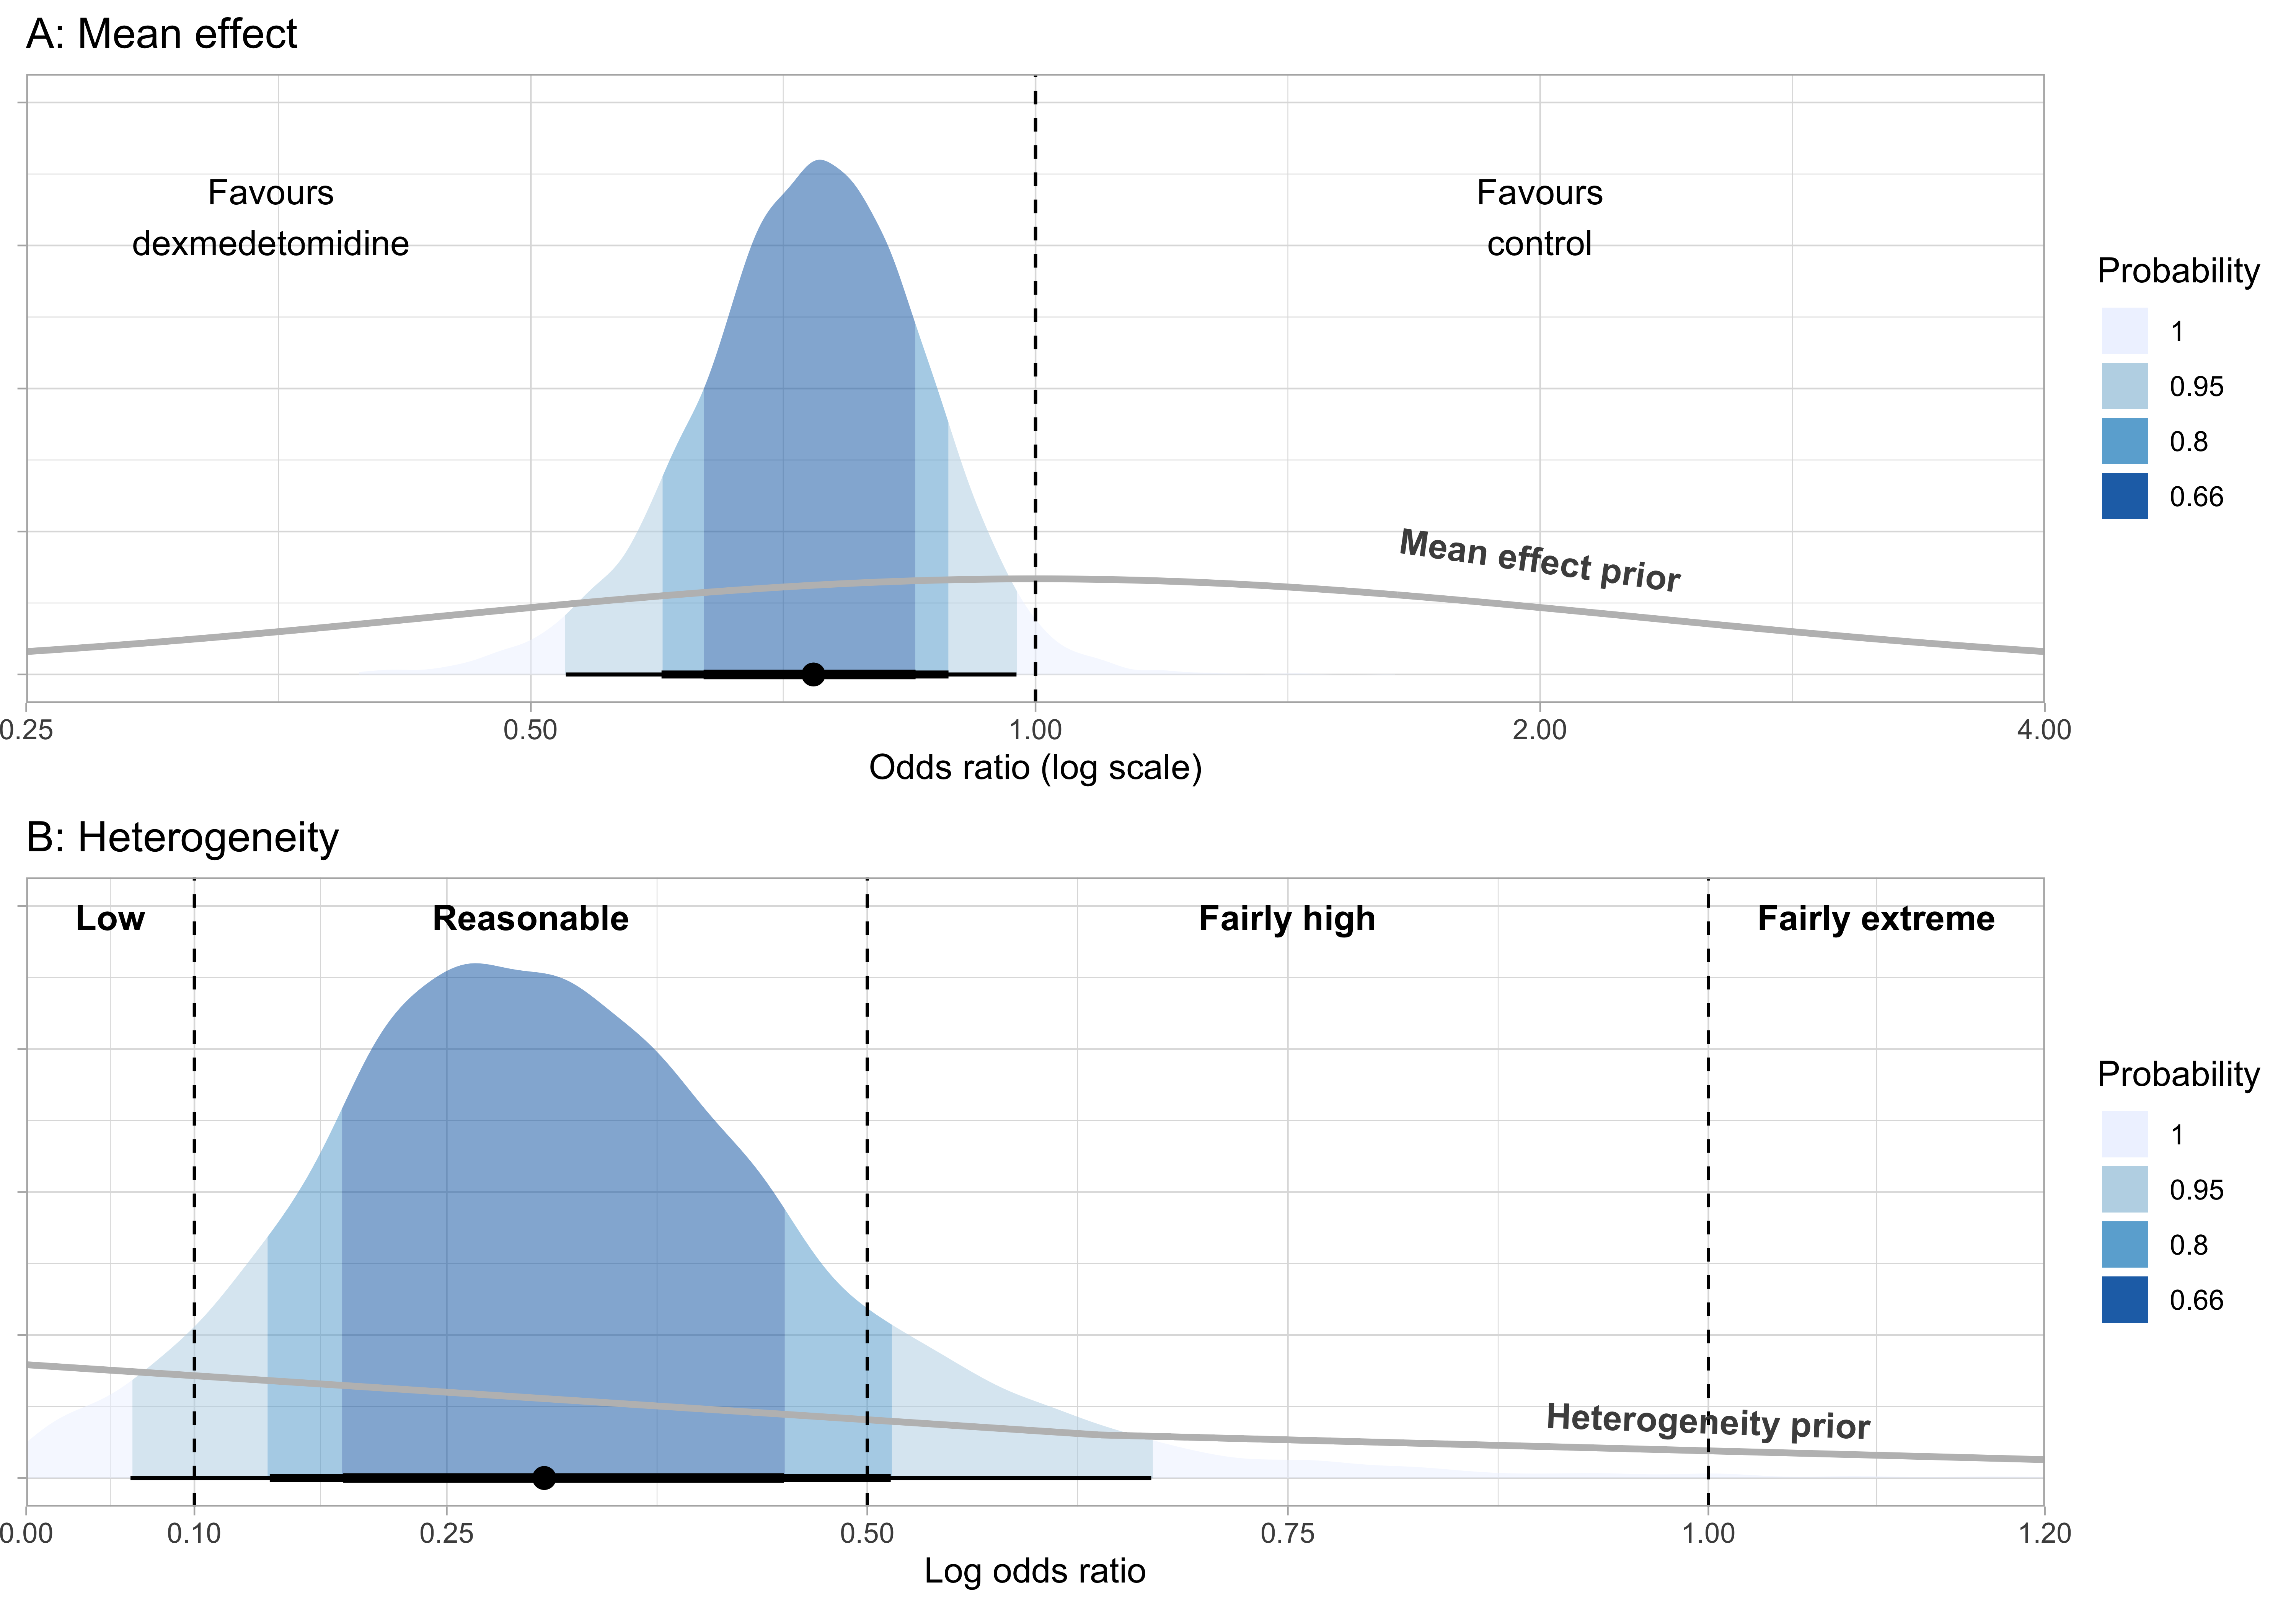 A: Mean effect
Favours
dexmedetomidine
Favours
control
Mean effect prior
Probability
1
0.95
0.8
0.66
0.25
0.50
1.00
2.00
4.00
Odds ratio (log scale)
B: Heterogeneity
Low
Reasonable
Fairly high
Fairly extreme
Heterogeneity prior
Probability
1
0.95
0.8
0.66
0.00
0.10
0.25
0.50
0.75
1.00
1.20
Log odds ratio